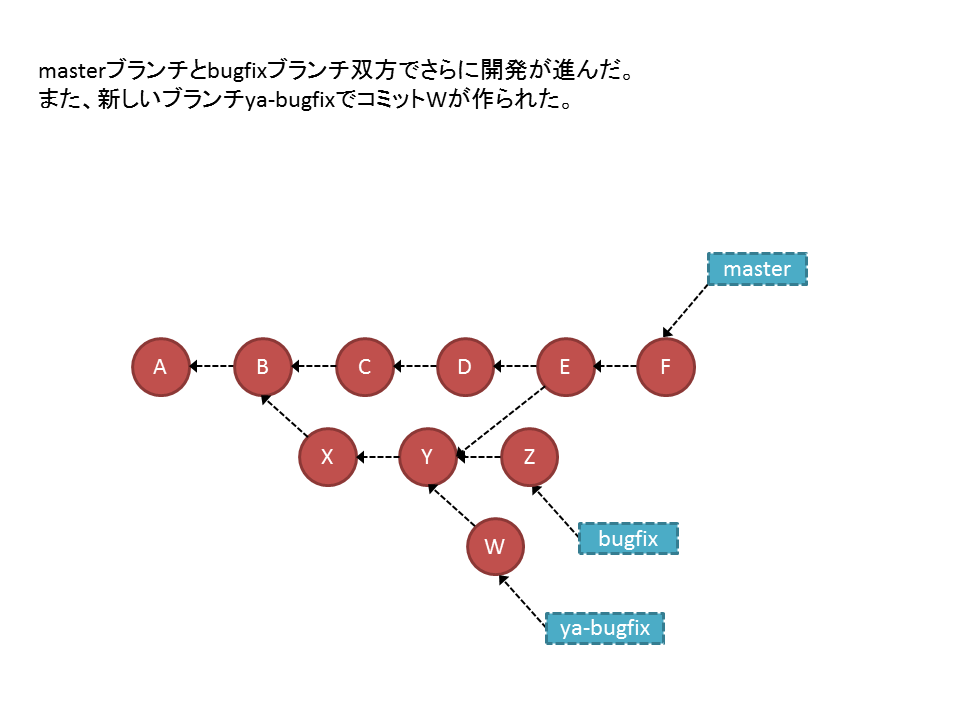 masterブランチとbugfixブランチ双方でさらに開発が進んだ。
また、新しいブランチya-bugfixでコミットWが作られた。
master
A
B
C
D
E
F
X
Y
Z
bugfix
W
ya-bugfix